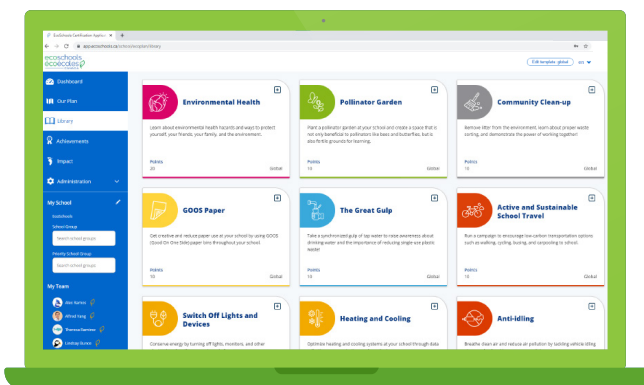 EcoSchools Certification Applic
app.ecoschools.ca/school/ecoplan/library
ecoschools
écoécoles
Edit template: global
Dashboard
Our Plan
Library
Achievements
Impact
Administration
My School
EcoSchools
School Group
Search school groups
Priority School Group
Search school groups
My Team
Environmental Health
Learn about environmental health hazards and ways to protect
yourself, your friends, your family, and the environment.
Points
20
Global
Pollinator Garden
Plant a pollinator garden at your school and create a space that is
not only beneficial to pollinators like bees and butterflies, but is
also fertile grounds for learning.
Points
10
Global
Community Clean-up
Remove litter from the environment, learn about proper waste
sorting, and demonstrate the power of working together!
Points
10
Global
GOOS Paper
Get creative and reduce paper use at your school by using GOOS
(Good On One Side) paper bins throughout your school.
Points
10
Global
The Great Gulp
Take a synchronized gulp of tap water to raise awareness about
drinking water and the importance of reducing single-use plastic
waste!
Points
10
Global
Active and Sustainable
School Travel
Run a campaign to encourage low-carbon transportation options
such as walking, cycling, busing, and carpooling to school.
Points
10
Global
Switch Off Lights and
Devices
Conserve energy by turning off lights, monitors, and other
Heating and Cooling
Optimize heating and cooling systems at your school through data
Anti-idling
Breathe clean air and reduce air pollution by tackling vehicle idling